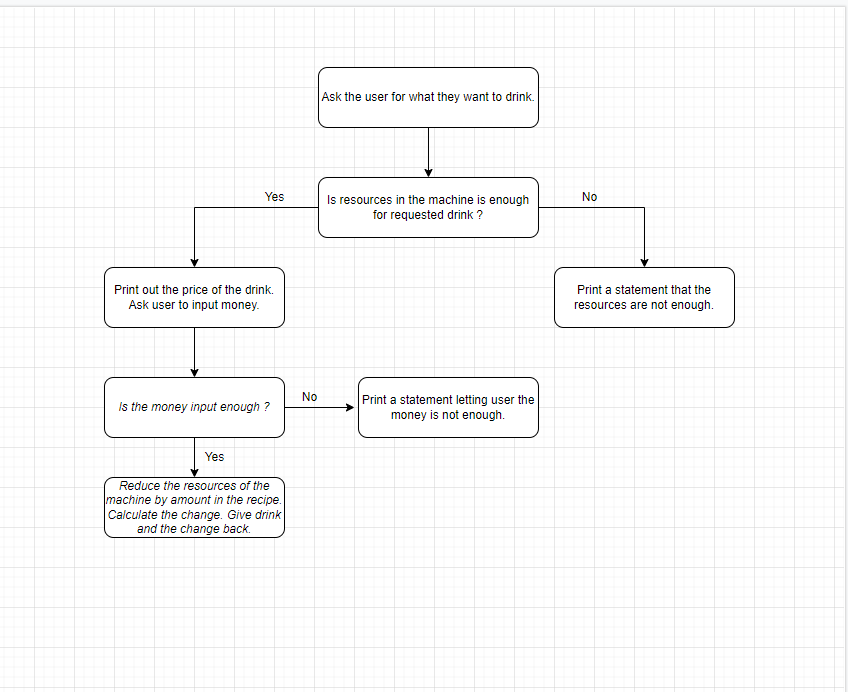 Ask the user for what they want to drink.
Yes
Is resources in the machine is enough
for requested drink ?
No
Print out the price of the drink.
Ask user to input money.
Print a statement that the
resources are not enough.
Is the money input enough ?
No
Print a statement letting user the
money is not enough.
Yes
Reduce the resources of the
machine by amount in the recipe.
Calculate the change. Give drink
and the change back.